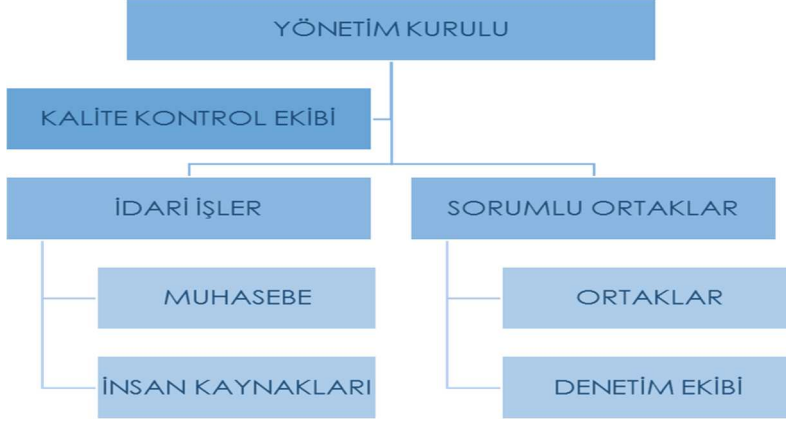 YÖNETİM KURULU
KALİTE KONTROL EKİBİ
İDARİ İŞLER
SORUMLU ORTAKLAR
MUHASEBE
ORTAKLAR
İNSAN KAYNAKLARI
DENETİM EKİBİ